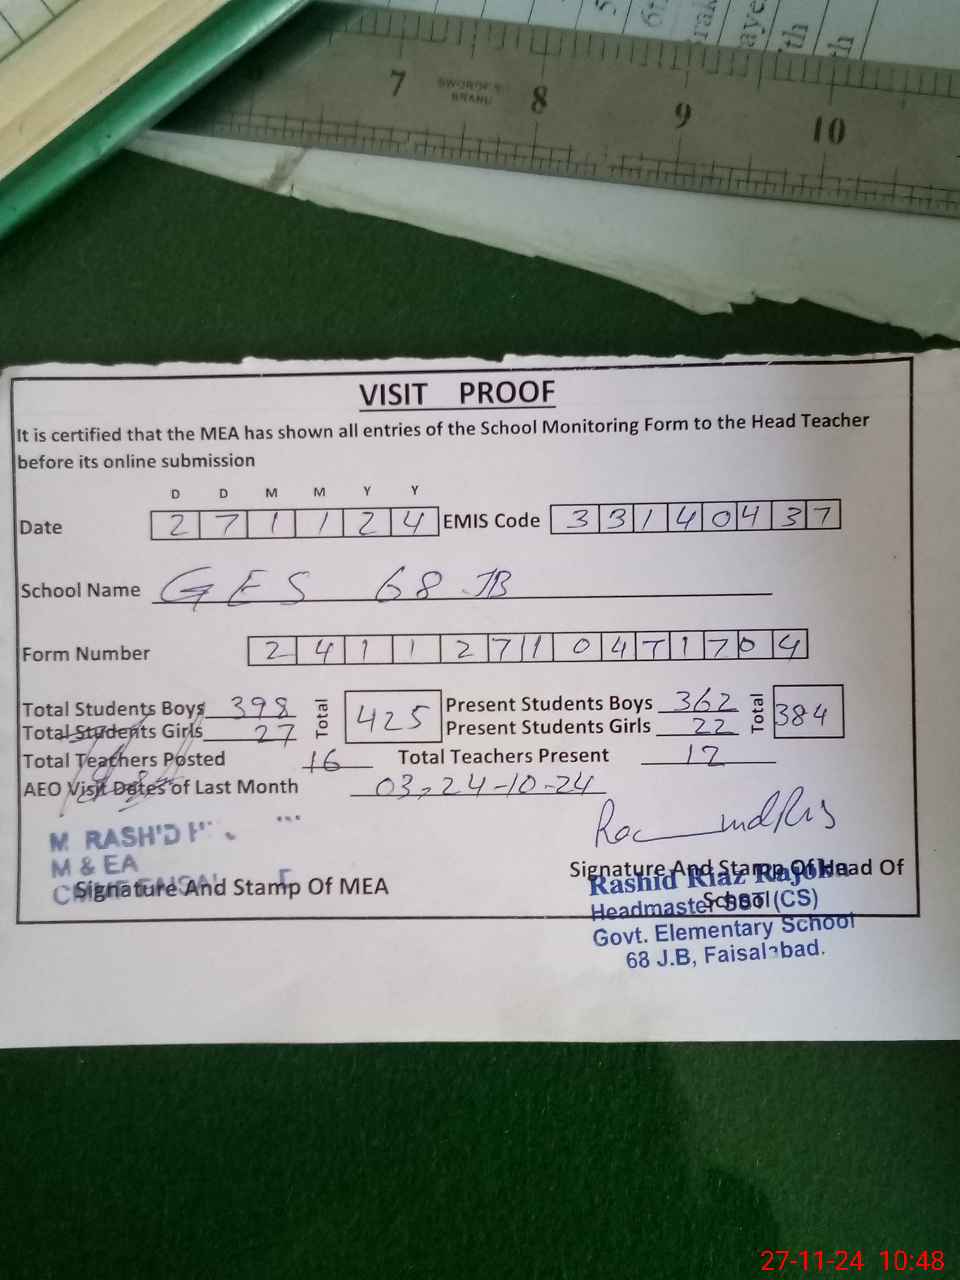 7 8 9 10
SWORDFS
BRAND
VISIT PROOF
It is certified that the MEA has shown all entries of the School Monitoring Form to the Head Teacher
before its online submission
D D M M Y Y
Date 2 7 1 1 2 4 EMIS Code 3 3 1 4 0 4 3 7
School Name GES 68 JB
Form Number 2 4 1 1 2 7 1 0 4 7 1 7 0 4
Total Students Boys 398 Total 425 Present Students Boys 362 Total 384
Total Students Girls 27 Present Students Girls 22
Total Teachers Posted 16 Total Teachers Present 12
AEO Visit Dates of Last Month 03, 24-10-24
M RASH'D
M & EA
Signature And Stamp Of MEA
Signature And Stamp Of Head Of
School
Rashid Riaz Rajoka
Headmaster SST (CS)
Govt. Elementary School
68 J.B, Faisalabad.
27-11-24 10:48